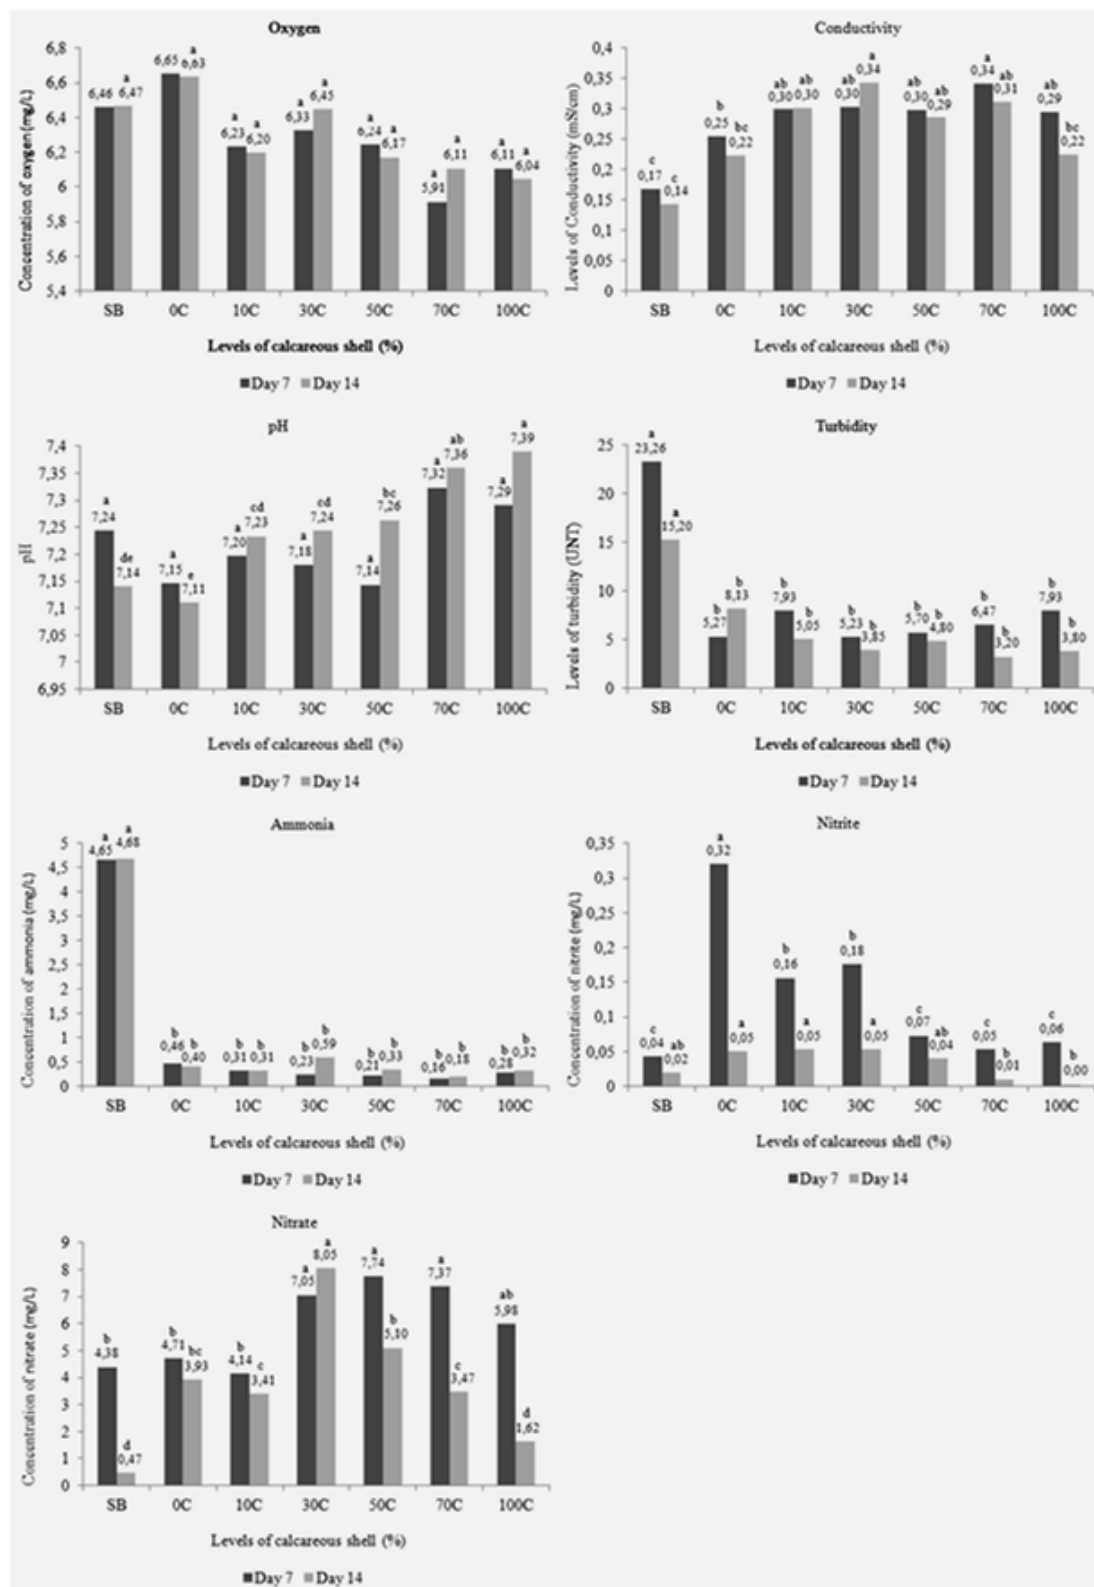 Oxygen
Concentration of oxygen (mg/L)
6,8
6,6
6,4
6,2
6
5,8
5,6
5,4
a
6,46 6,47
a
6,65 6,63
a a
6,23 6,20
a a
6,33 6,45
a a
6,24 6,17
a a
5,91 6,11
a a
6,11 6,04
SB 0C 10C 30C 50C 70C 100C
Levels of calcareous shell (%)
■Day 7 ■Day 14
Conductivity
Levels of Conductivity (mS/cm)
0,4
0,35
0,3
0,25
0,2
0,15
0,1
0,05
0
c c
0,17 0,14
b bc
0,25 0,22
ab ab
0,30 0,30
ab a
0,30 0,34
ab ab
0,30 0,29
a ab
0,34 0,31
ab bc
0,29 0,22
SB 0C 10C 30C 50C 70C 100C
Levels of calcareous shell (%)
■Day 7 ■Day 14
pH
pH
7,4
7,35
7,3
7,25
7,2
7,15
7,1
7,05
7
6,95
a de
7,24 7,14
a e
7,15 7,11
a cd
7,20 7,23
a cd
7,18 7,24
a bc
7,14 7,26
a ab
7,32 7,36
a a
7,29 7,39
SB 0C 10C 30C 50C 70C 100C
Levels of calcareous shell (%)
■Day 7 ■Day 14
Turbidity
Levels of turbidity (UNT)
25
20
15
10
5
0
a a
23,26 15,20
b b
5,27 8,13
b b
7,93 5,05
b b
5,23 3,85
b b
5,70 4,80
b b
6,47 3,20
b b
7,93 3,80
SB 0C 10C 30C 50C 70C 100C
Levels of calcareous shell (%)
■Day 7 ■Day 14
Ammonia
Concentration of ammonia (mg/L)
5
4,5
4
3,5
3
2,5
2
1,5
1
0,5
0
a a
4,65 4,68
b b
0,46 0,40
b b
0,31 0,31
b b
0,23 0,59
b b
0,21 0,33
b b
0,16 0,18
b b
0,28 0,32
SB 0C 10C 30C 50C 70C 100C
Levels of calcareous shell (%)
■Day 7 ■Day 14
Nitrite
Concentration of nitrite (mg/L)
0,35
0,3
0,25
0,2
0,15
0,1
0,05
0
c ab
0,04 0,02
a a
0,32 0,05
b a
0,16 0,05
b a
0,18 0,05
c ab
0,07 0,04
c b
0,05 0,01
c b
0,06 0,00
SB 0C 10C 30C 50C 70C 100C
Levels of calcareous shell (%)
■Day 7 ■Day 14
Nitrate
Concentration of nitrate (mg/L)
9
8
7
6
5
4
3
2
1
0
b d
4,38 0,47
b bc
4,71 3,93
b c
4,14 3,41
a a
7,05 8,05
a b
7,74 5,10
a c
7,37 3,47
ab d
5,98 1,62
SB 0C 10C 30C 50C 70C 100C
Levels of calcareous shell (%)
■Day 7 ■Day 14